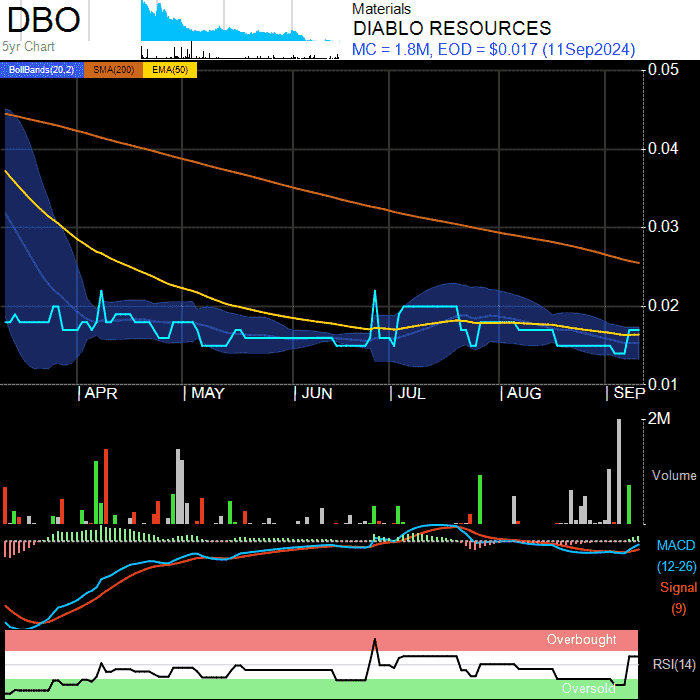 DBO
5yr Chart
Materials
DIABLO RESOURCES
MC = 1.8M, EOD = $0.017 (11Sep2024)
BollBands(20,2) SMA(200) EMA(50)
0.05
0.04
0.03
0.02
0.01
APR MAY JUN JUL AUG SEP
2M
Volume
MACD
(12-26)
Signal
(9)
Overbought
RSI(14)
Oversold